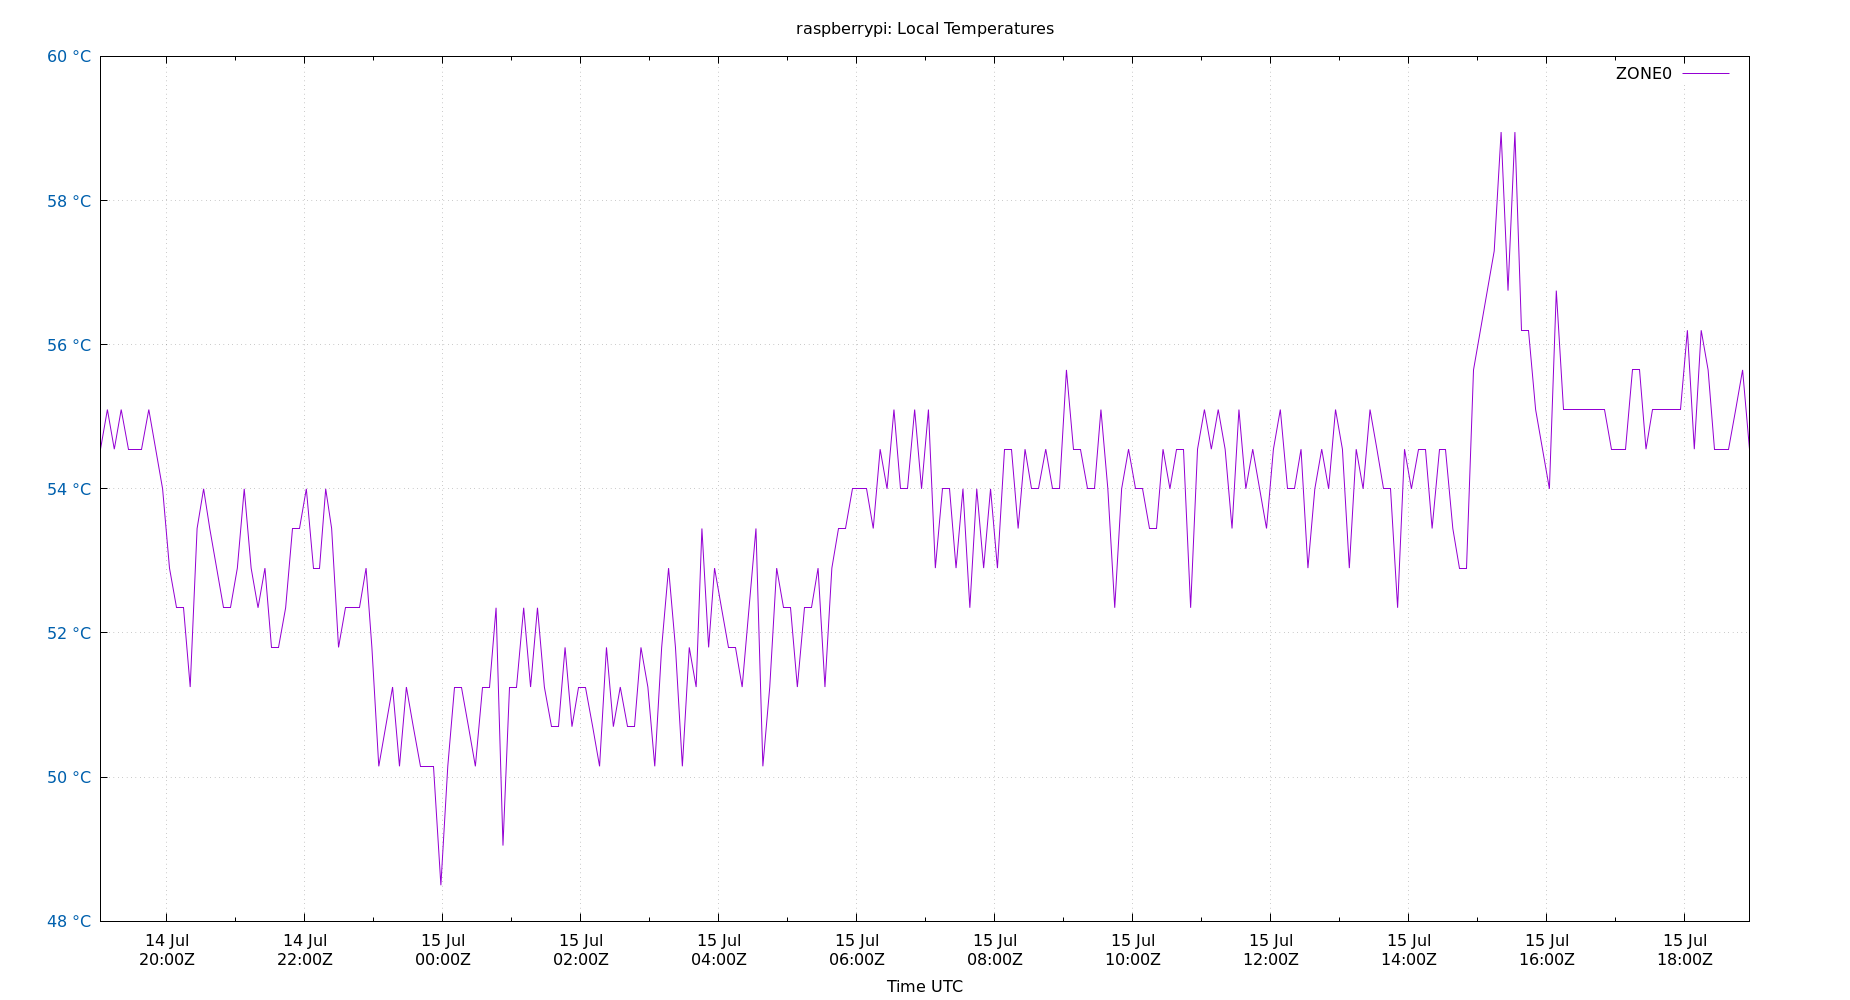 raspberrypi: Local Temperatures
60 °C
ZONE0
58 °C
56 °C
54 °C
52 °C
50 °C
48 °C
14 Jul 14 Jul 15 Jul 15 Jul 15 Jul 15 Jul 15 Jul 15 Jul 15 Jul 15 Jul 15 Jul 15 Jul
20:00Z 22:00Z 00:00Z 02:00Z 04:00Z 06:00Z 08:00Z 10:00Z 12:00Z 14:00Z 16:00Z 18:00Z
Time UTC